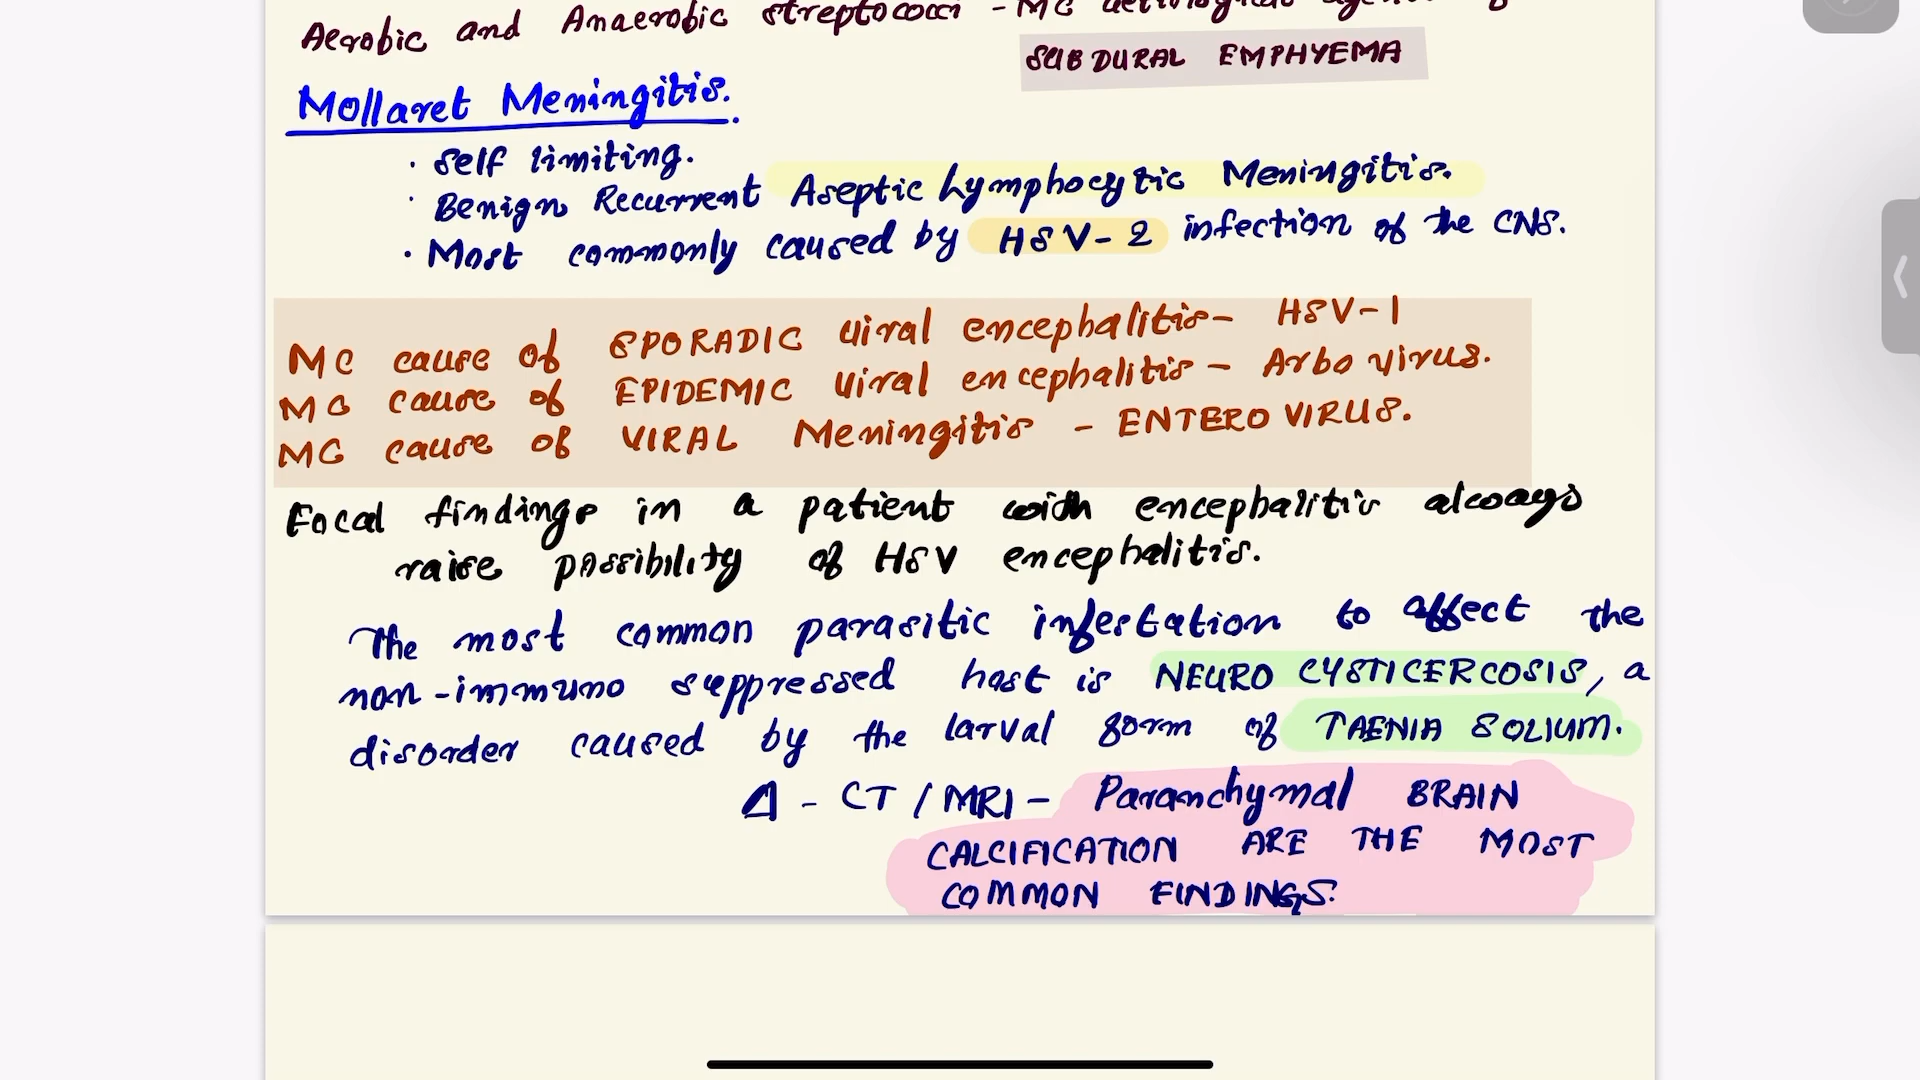 Aerobic and Anaerobic streptococci - MC
SUBDURAL EMPHYEMA
Mollaret Meningitis.
· Self limiting.
· Benign Recurrent Aseptic Lymphocytic Meningitis.
· Most commonly caused by HSV-2 infection of the CNS.
MC cause of SPORADIC viral encephalitis - HSV-1
MC cause of EPIDEMIC viral encephalitis - Arbo virus.
MC cause of VIRAL Meningitis - ENTERO VIRUS.
Focal findings in a patient with encephalitis always
raise possibility of HSV encephalitis.
The most common parasitic infestation to affect the
non-immuno suppressed host is NEURO CYSTICERCOSIS, a
disorder caused by the larval form of TAENIA SOLIUM.
Δ - CT / MRI - Paranchymal BRAIN
CALCIFICATION ARE THE MOST
COMMON FINDINGS.